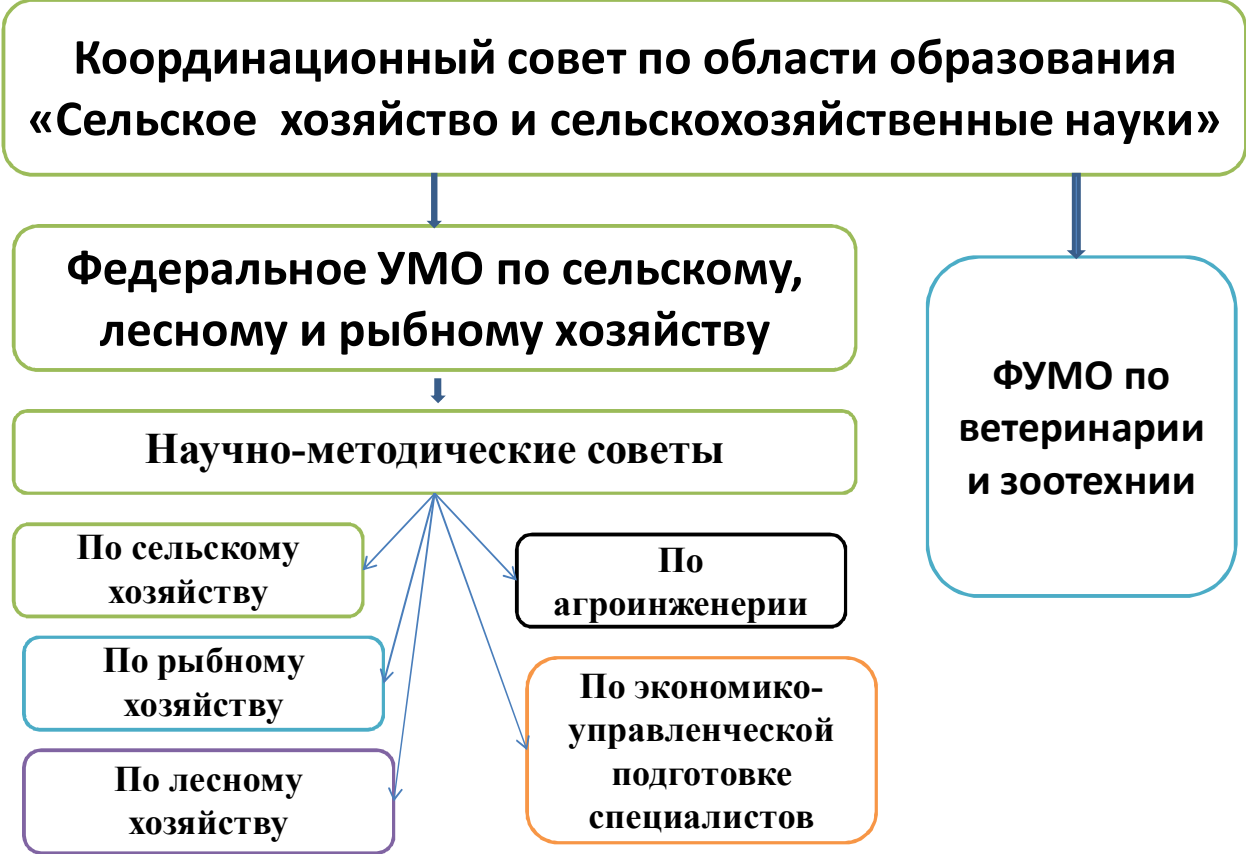 Координационный совет по области образования
«Сельское хозяйство и сельскохозяйственные науки»
Федеральное УМО по сельскому,
лесному и рыбному хозяйству
ФУМО по
ветеринарии
и зоотехнии
Научно-методические советы
По сельскому
хозяйству
По
агроинженерии
По рыбному
хозяйству
По экономико-
управленческой
подготовке
специалистов
По лесному
хозяйству